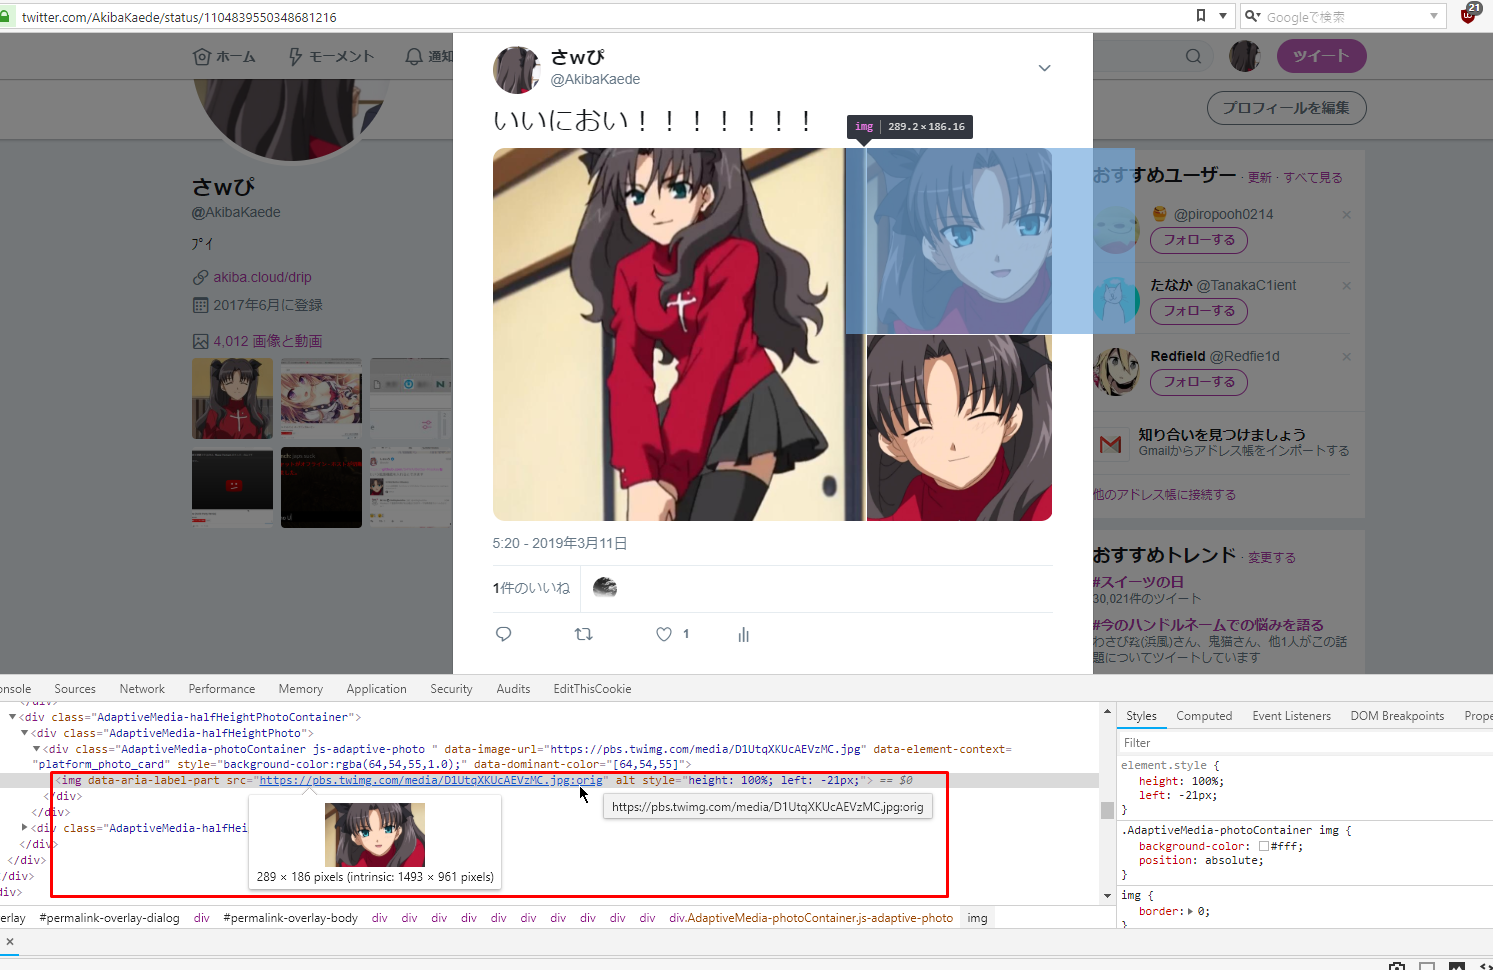 twitter.com/AkibaKaede/status/1104839550348681216
Googleで検索
21
ホーム
モーメント
通知
ツイート
プロフィールを編集
さwぴ
@AkibaKaede
ブイ
akiba.cloud/drip
2017年6月に登録
4,012 画像と動画
さwぴ
@AkibaKaede
いいにおい！！！！！！！
img 289.2×186.16
5:20 - 2019年3月11日
1件のいいね
1
おすすめユーザー · 更新 · すべて見る
@piropooh0214
フォローする
たなか @TanakaC1ient
フォローする
Redfield @Redfie1d
フォローする
知り合いを見つけましょう
Gmailからアドレス帳をインポートする
他のアドレス帳に接続する
おすすめトレンド · 変更する
#スイーツの日
30,021件のツイート
#今のハンドルネームでの悩みを語る
(浜風)さん、鬼猫さん、他1人がこの話
題についてツイートしています
onsole Sources Network Performance Memory Application Security Audits EditThisCookie
</div>
<div class="AdaptiveMedia-halfHeightPhotoContainer">
<div class="AdaptiveMedia-halfHeightPhoto">
<div class="AdaptiveMedia-photoContainer js-adaptive-photo " data-image-url="https://pbs.twimg.com/media/D1UtqXKUcAEVzMC.jpg" data-element-context=
"platform_photo_card" style="background-color:rgba(64,54,55,1.0);" data-dominant-color="[64,54,55]">
<img data-aria-label-part src="https://pbs.twimg.com/media/D1UtqXKUcAEVzMC.jpg:orig" alt style="height: 100%; left: -21px;"> == $0
</div>
https://pbs.twimg.com/media/D1UtqXKUcAEVzMC.jpg:orig
</div>
<div class="AdaptiveMedia-halfHei
</div>
</div>
/div>
div>
289 × 186 pixels (intrinsic: 1493 × 961 pixels)
erlay #permalink-overlay-dialog div #permalink-overlay-body div div div div div div div div div div div.AdaptiveMedia-photoContainer.js-adaptive-photo img
Styles Computed Event Listeners DOM Breakpoints Prope
Filter
element.style {
height: 100%;
left: -21px;
}
.AdaptiveMedia-photoContainer img {
background-color: #fff;
position: absolute;
}
img {
border: 0;
}